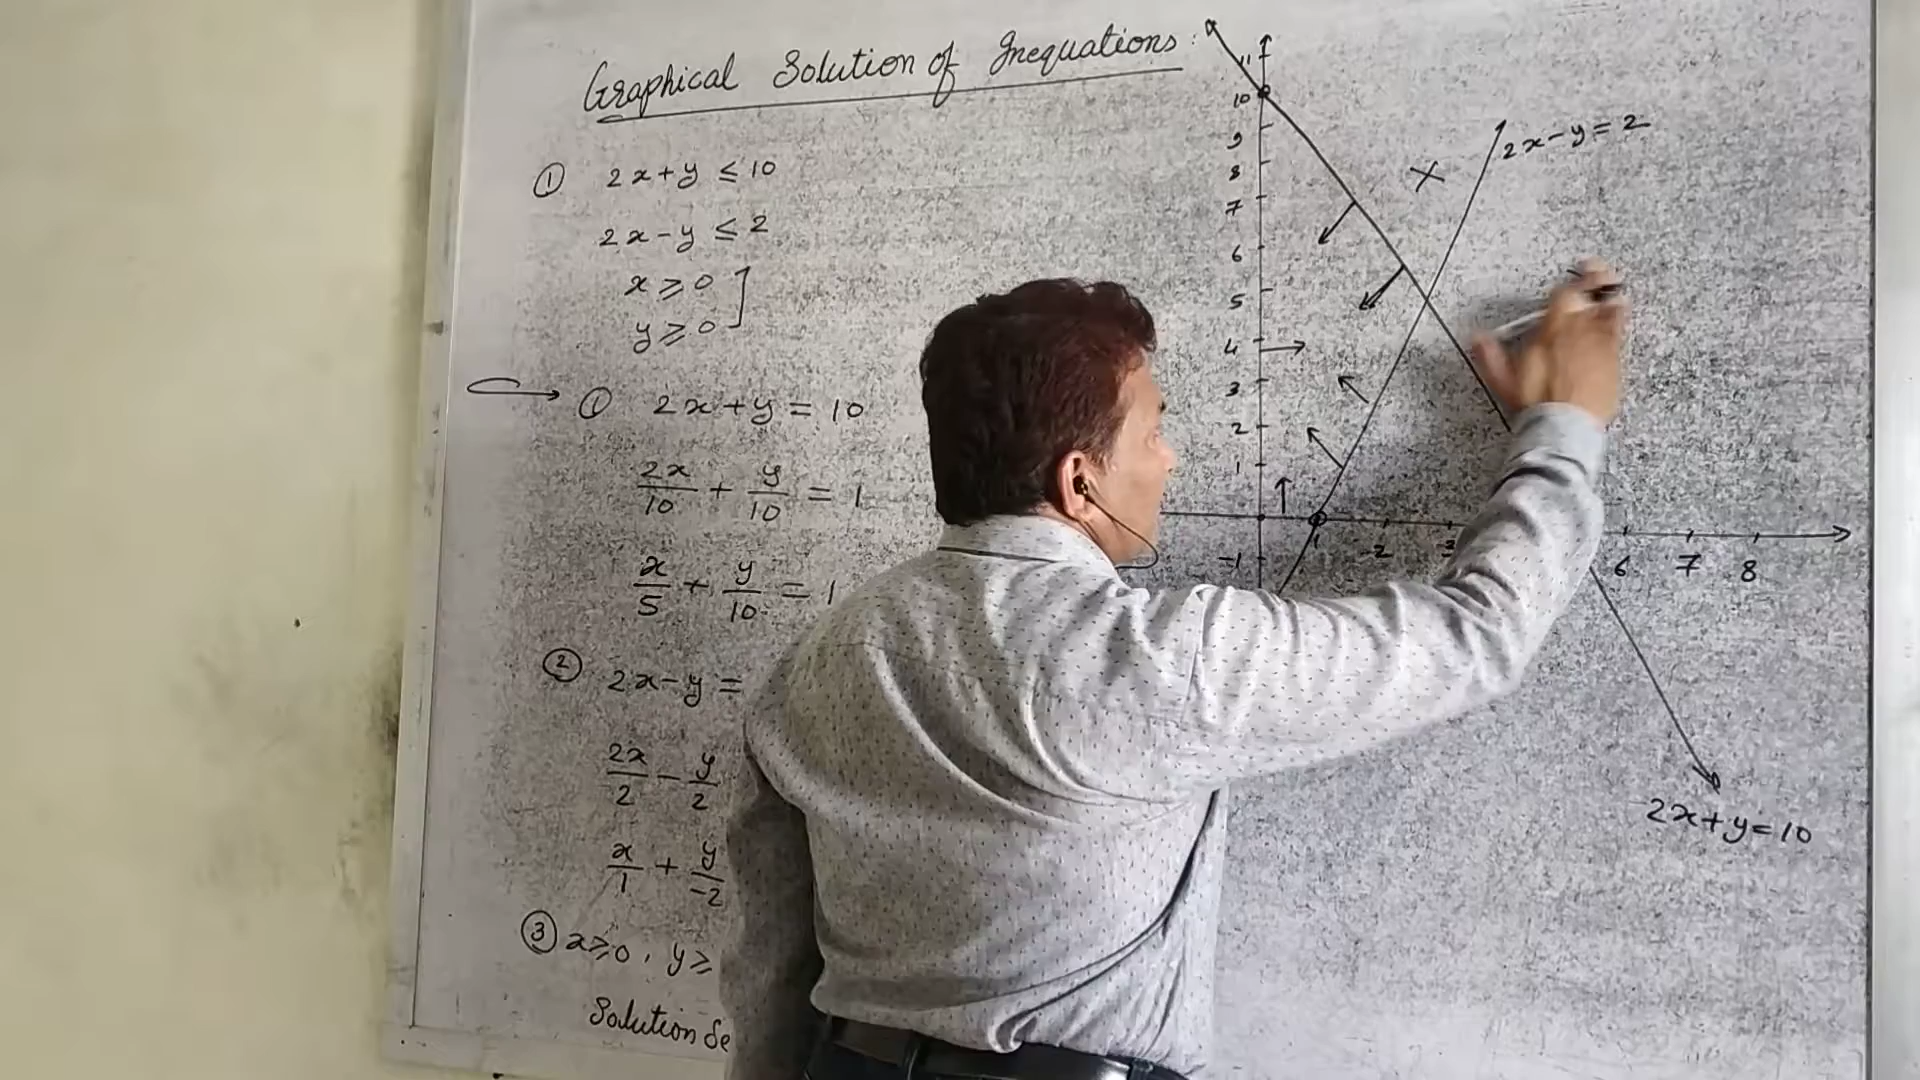 Graphical Solution of Inequations:
① 2x+y ≤ 10
2x-y ≤ 2
x ≥ 0
y ≥ 0
① 2x+y = 10
2x/10 + y/10 = 1
x/5 + y/10 = 1
② 2x-y =
2x/2 - y/2
x/1 + y/-2
③ x≥0, y≥
Solution
11
10
9
8
7
6
5
4
3
2
1
-1
1 2 3 6 7 8
2x-y=2
2x+y=10